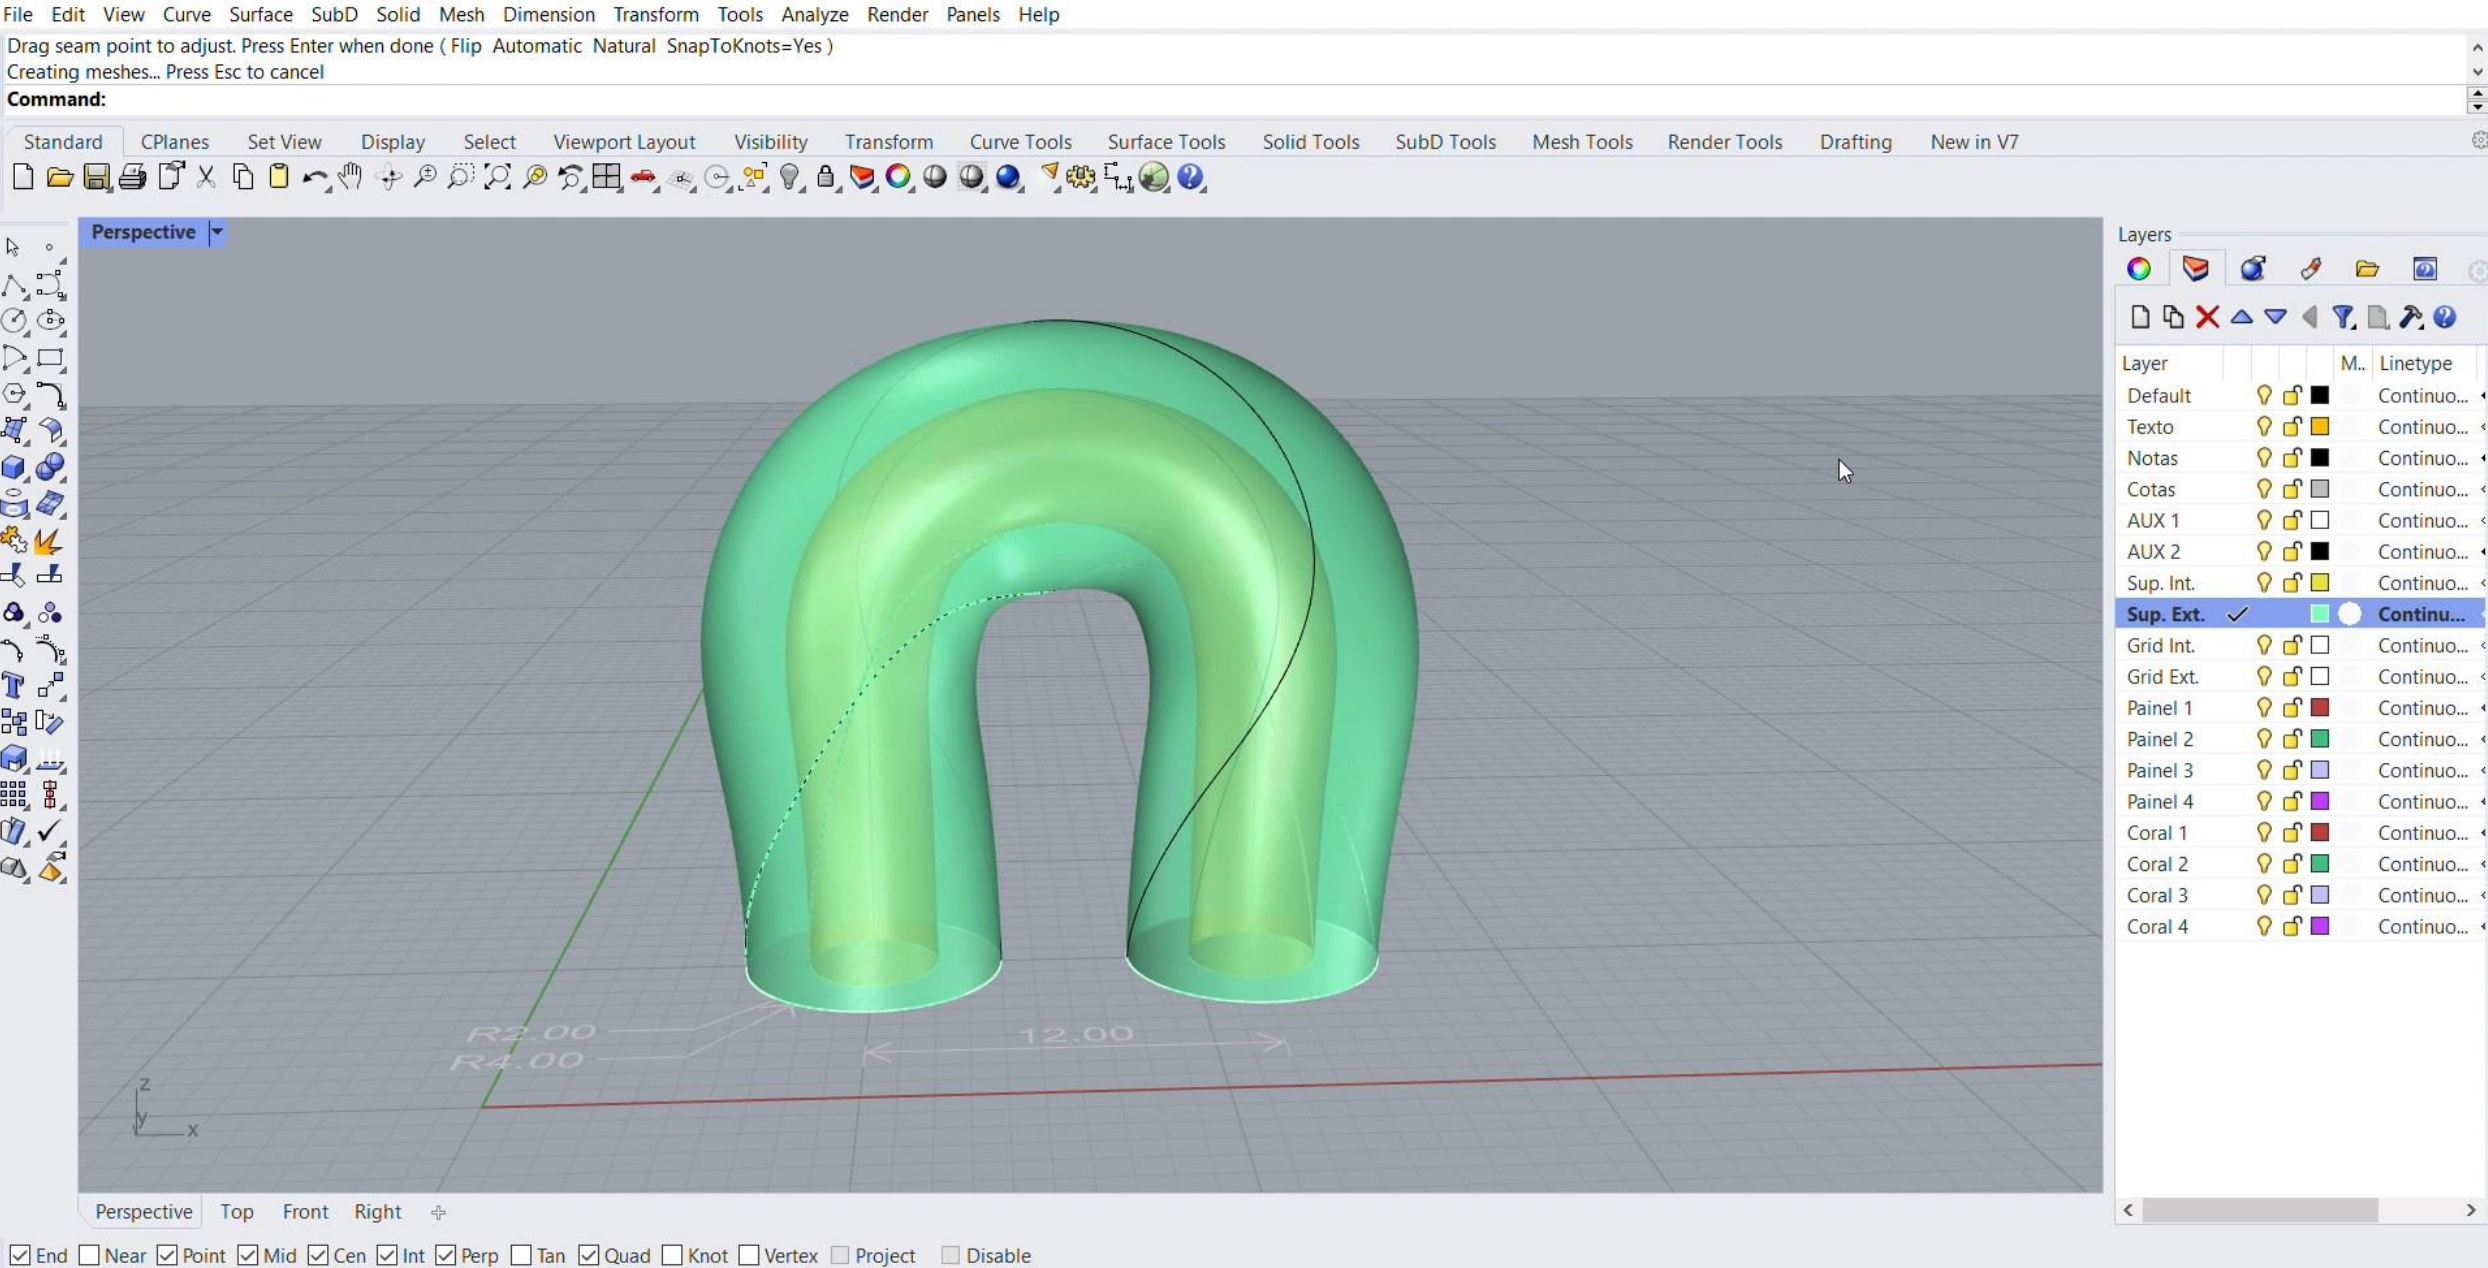 File Edit View Curve Surface SubD Solid Mesh Dimension Transform Tools Analyze Render Panels Help
Drag seam point to adjust. Press Enter when done ( Flip Automatic Natural SnapToKnots=Yes )
Creating meshes... Press Esc to cancel
Command:
Standard CPlanes Set View Display Select Viewport Layout Visibility Transform Curve Tools Surface Tools Solid Tools SubD Tools Mesh Tools Render Tools Drafting New in V7
Perspective
R2.00
R4.00
12.00
z
y
x
Layers
Layer M.. Linetype
Default Continuo...
Texto Continuo...
Notas Continuo...
Cotas Continuo...
AUX 1 Continuo...
AUX 2 Continuo...
Sup. Int. Continuo...
Sup. Ext. Continu...
Grid Int. Continuo...
Grid Ext. Continuo...
Painel 1 Continuo...
Painel 2 Continuo...
Painel 3 Continuo...
Painel 4 Continuo...
Coral 1 Continuo...
Coral 2 Continuo...
Coral 3 Continuo...
Coral 4 Continuo...
Perspective Top Front Right
End Near Point Mid Cen Int Perp Tan Quad Knot Vertex Project Disable